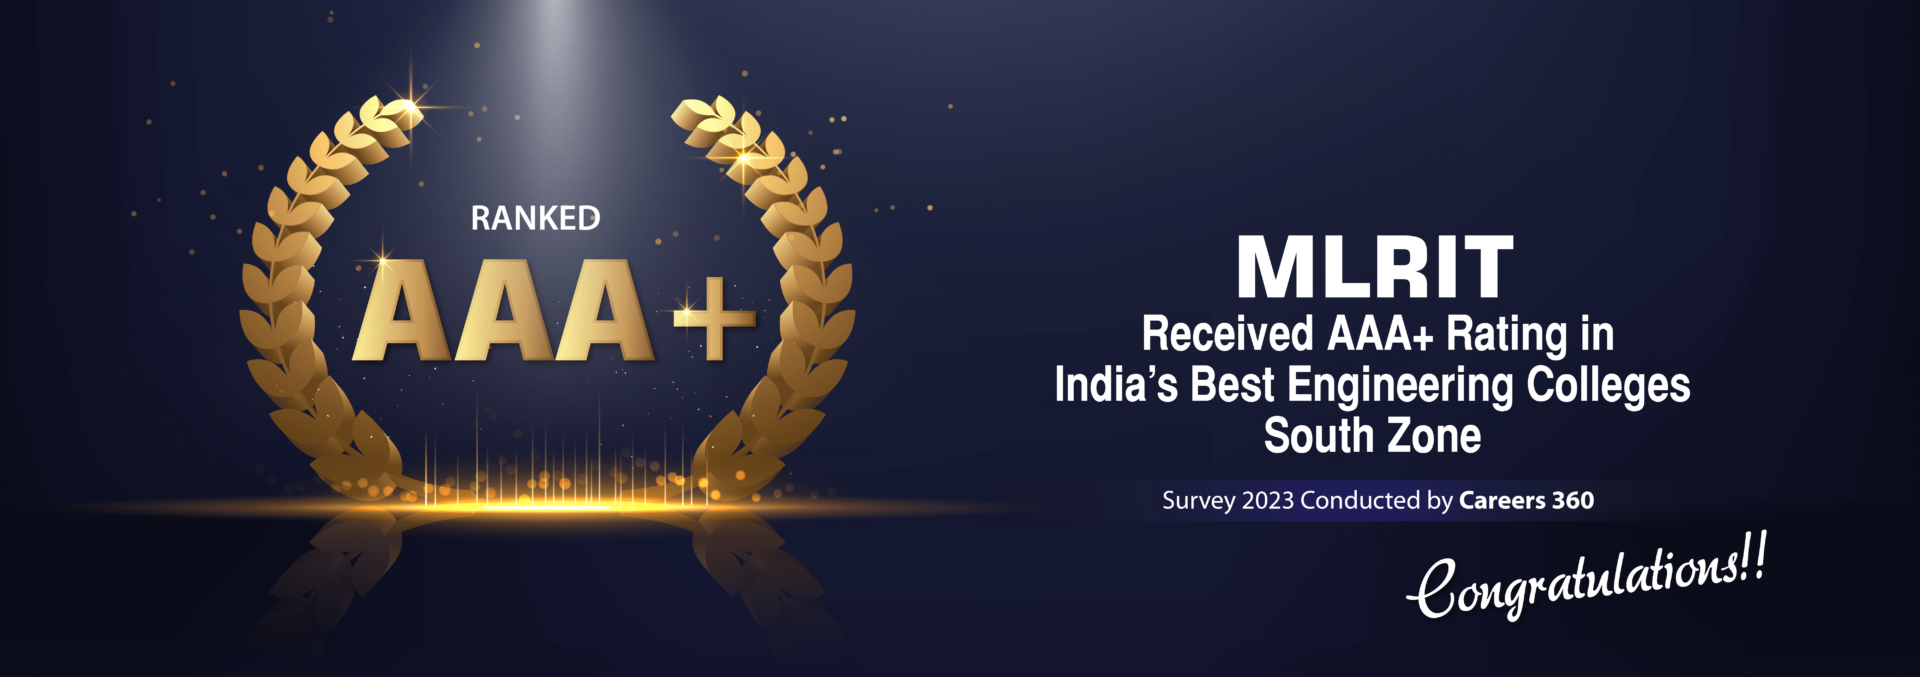 RANKED
AAA+
MLRIT
Received AAA+ Rating in
India’s Best Engineering Colleges
South Zone
Survey 2023 Conducted by Careers 360
Congratulations!!